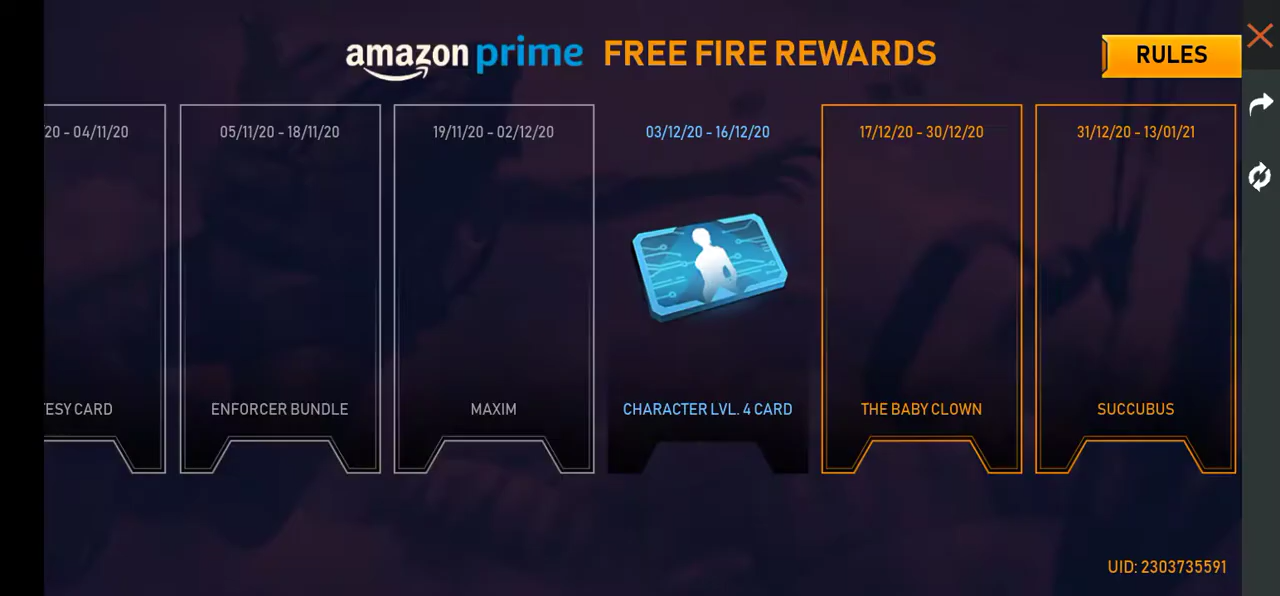 amazon prime FREE FIRE REWARDS
RULES
20 - 04/11/20
05/11/20 - 18/11/20
19/11/20 - 02/12/20
03/12/20 - 16/12/20
17/12/20 - 30/12/20
31/12/20 - 13/01/21
ESY CARD
ENFORCER BUNDLE
MAXIM
CHARACTER LVL. 4 CARD
THE BABY CLOWN
SUCCUBUS
UID: 2303735591